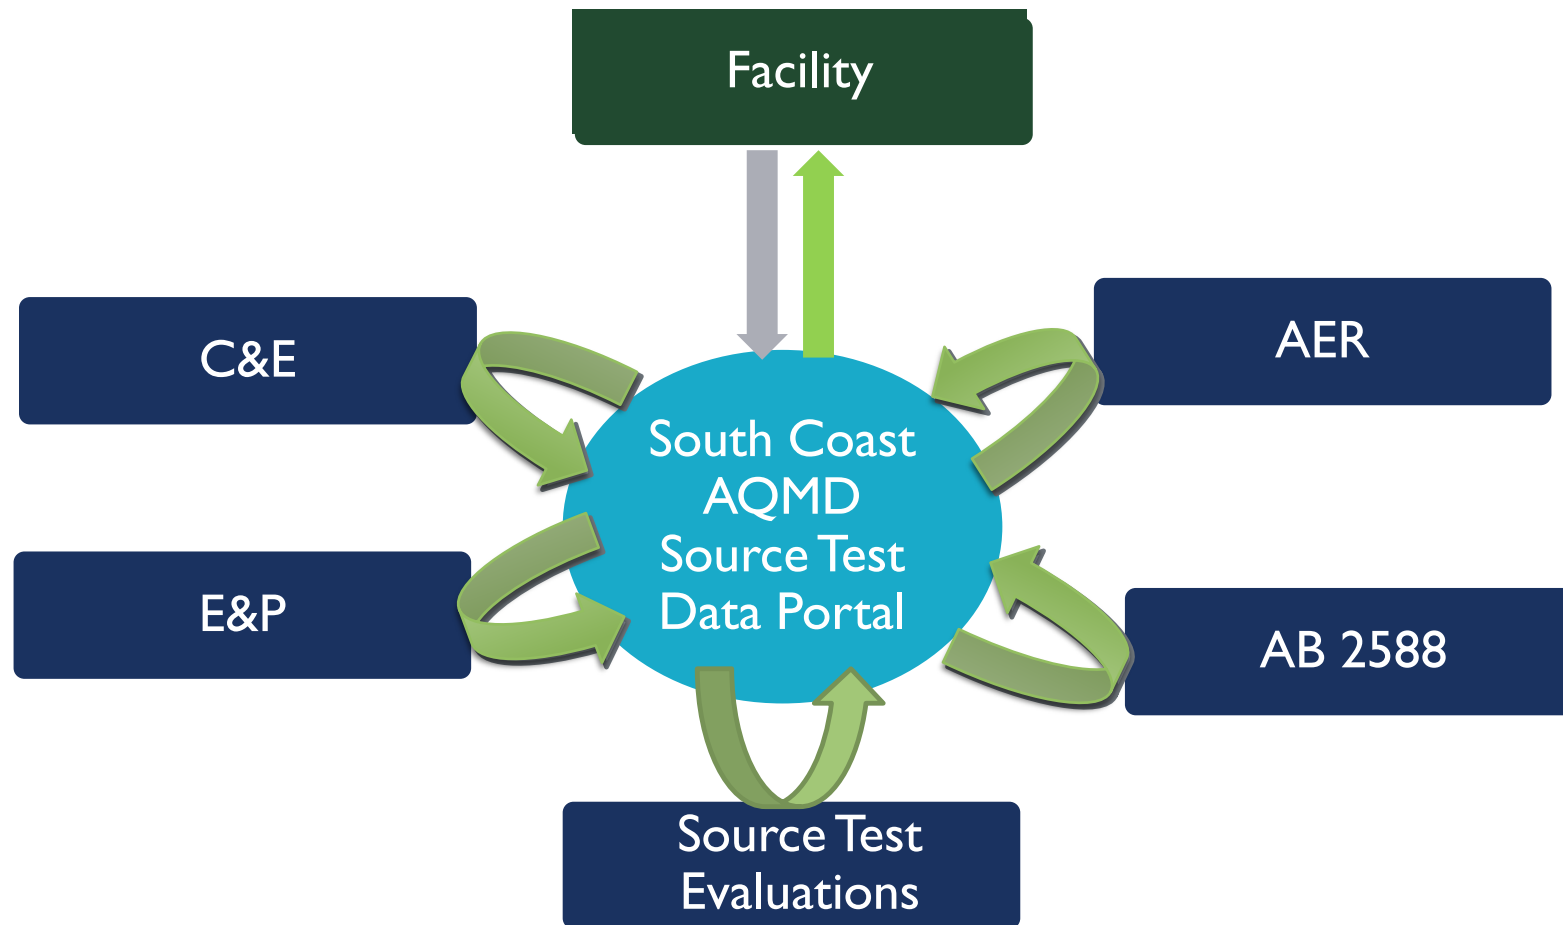 Facility
C&E
AER
South Coast
AQMD
Source Test
Data Portal
E&P
AB 2588
Source Test
Evaluations